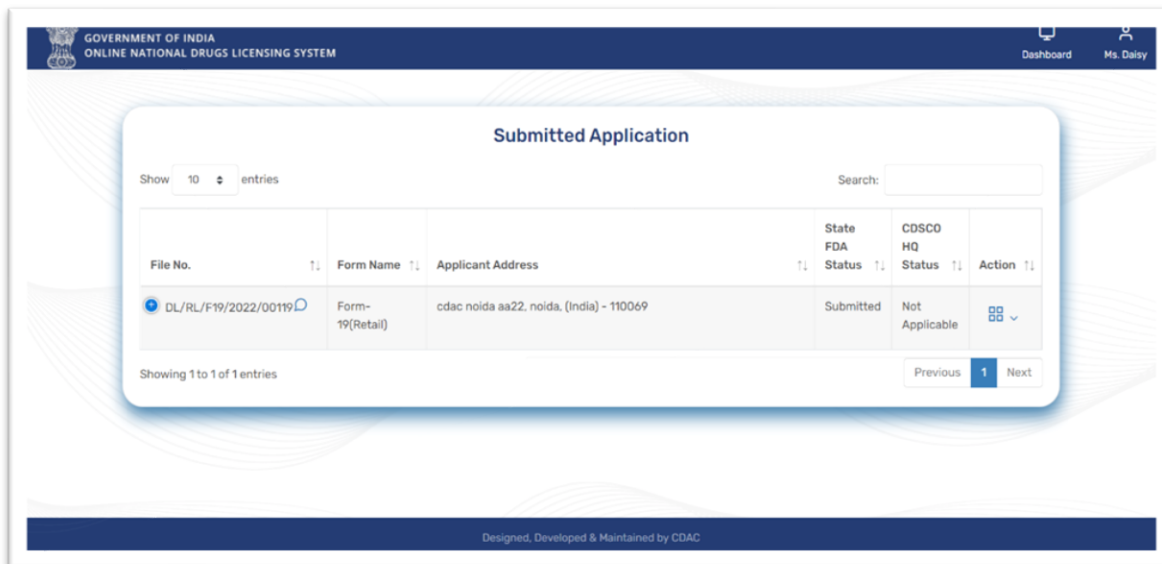 GOVERNMENT OF INDIA
ONLINE NATIONAL DRUGS LICENSING SYSTEM
Dashboard
Ms. Daisy
Submitted Application
Show 10 entries
Search:
File No.
Form Name
Applicant Address
State
FDA
Status
CDSCO
HQ
Status
Action
DL/RL/F19/2022/00119
Form-
19(Retail)
cdac noida aa22, noida, (India) - 110069
Submitted
Not
Applicable
Showing 1 to 1 of 1 entries
Previous 1 Next
Designed, Developed & Maintained by CDAC